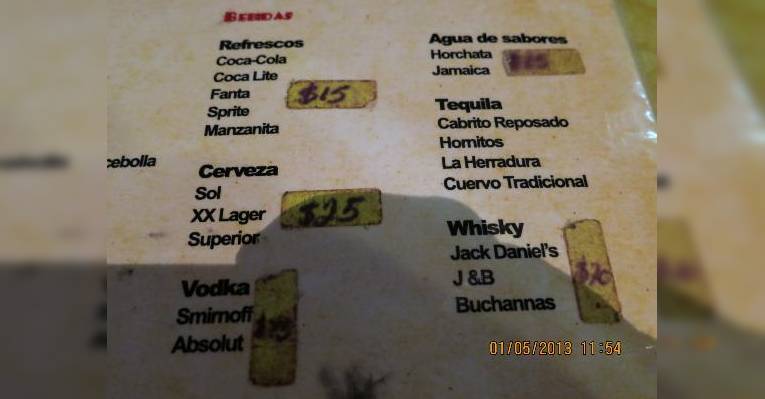 BEBIDAS
Refrescos
Coca-Cola
Coca Lite
Fanta
Sprite
Manzanita
$15
cebolla
Cerveza
Sol
XX Lager
Superior
$25
Vodka
Smirnoff
Absolut
Agua de sabores
Horchata
Jamaica
$15
Tequila
Cabrito Reposado
Hornitos
La Herradura
Cuervo Tradicional
Whisky
Jack Daniel's
J &B
Buchannas
$70
01/05/2013 11:54